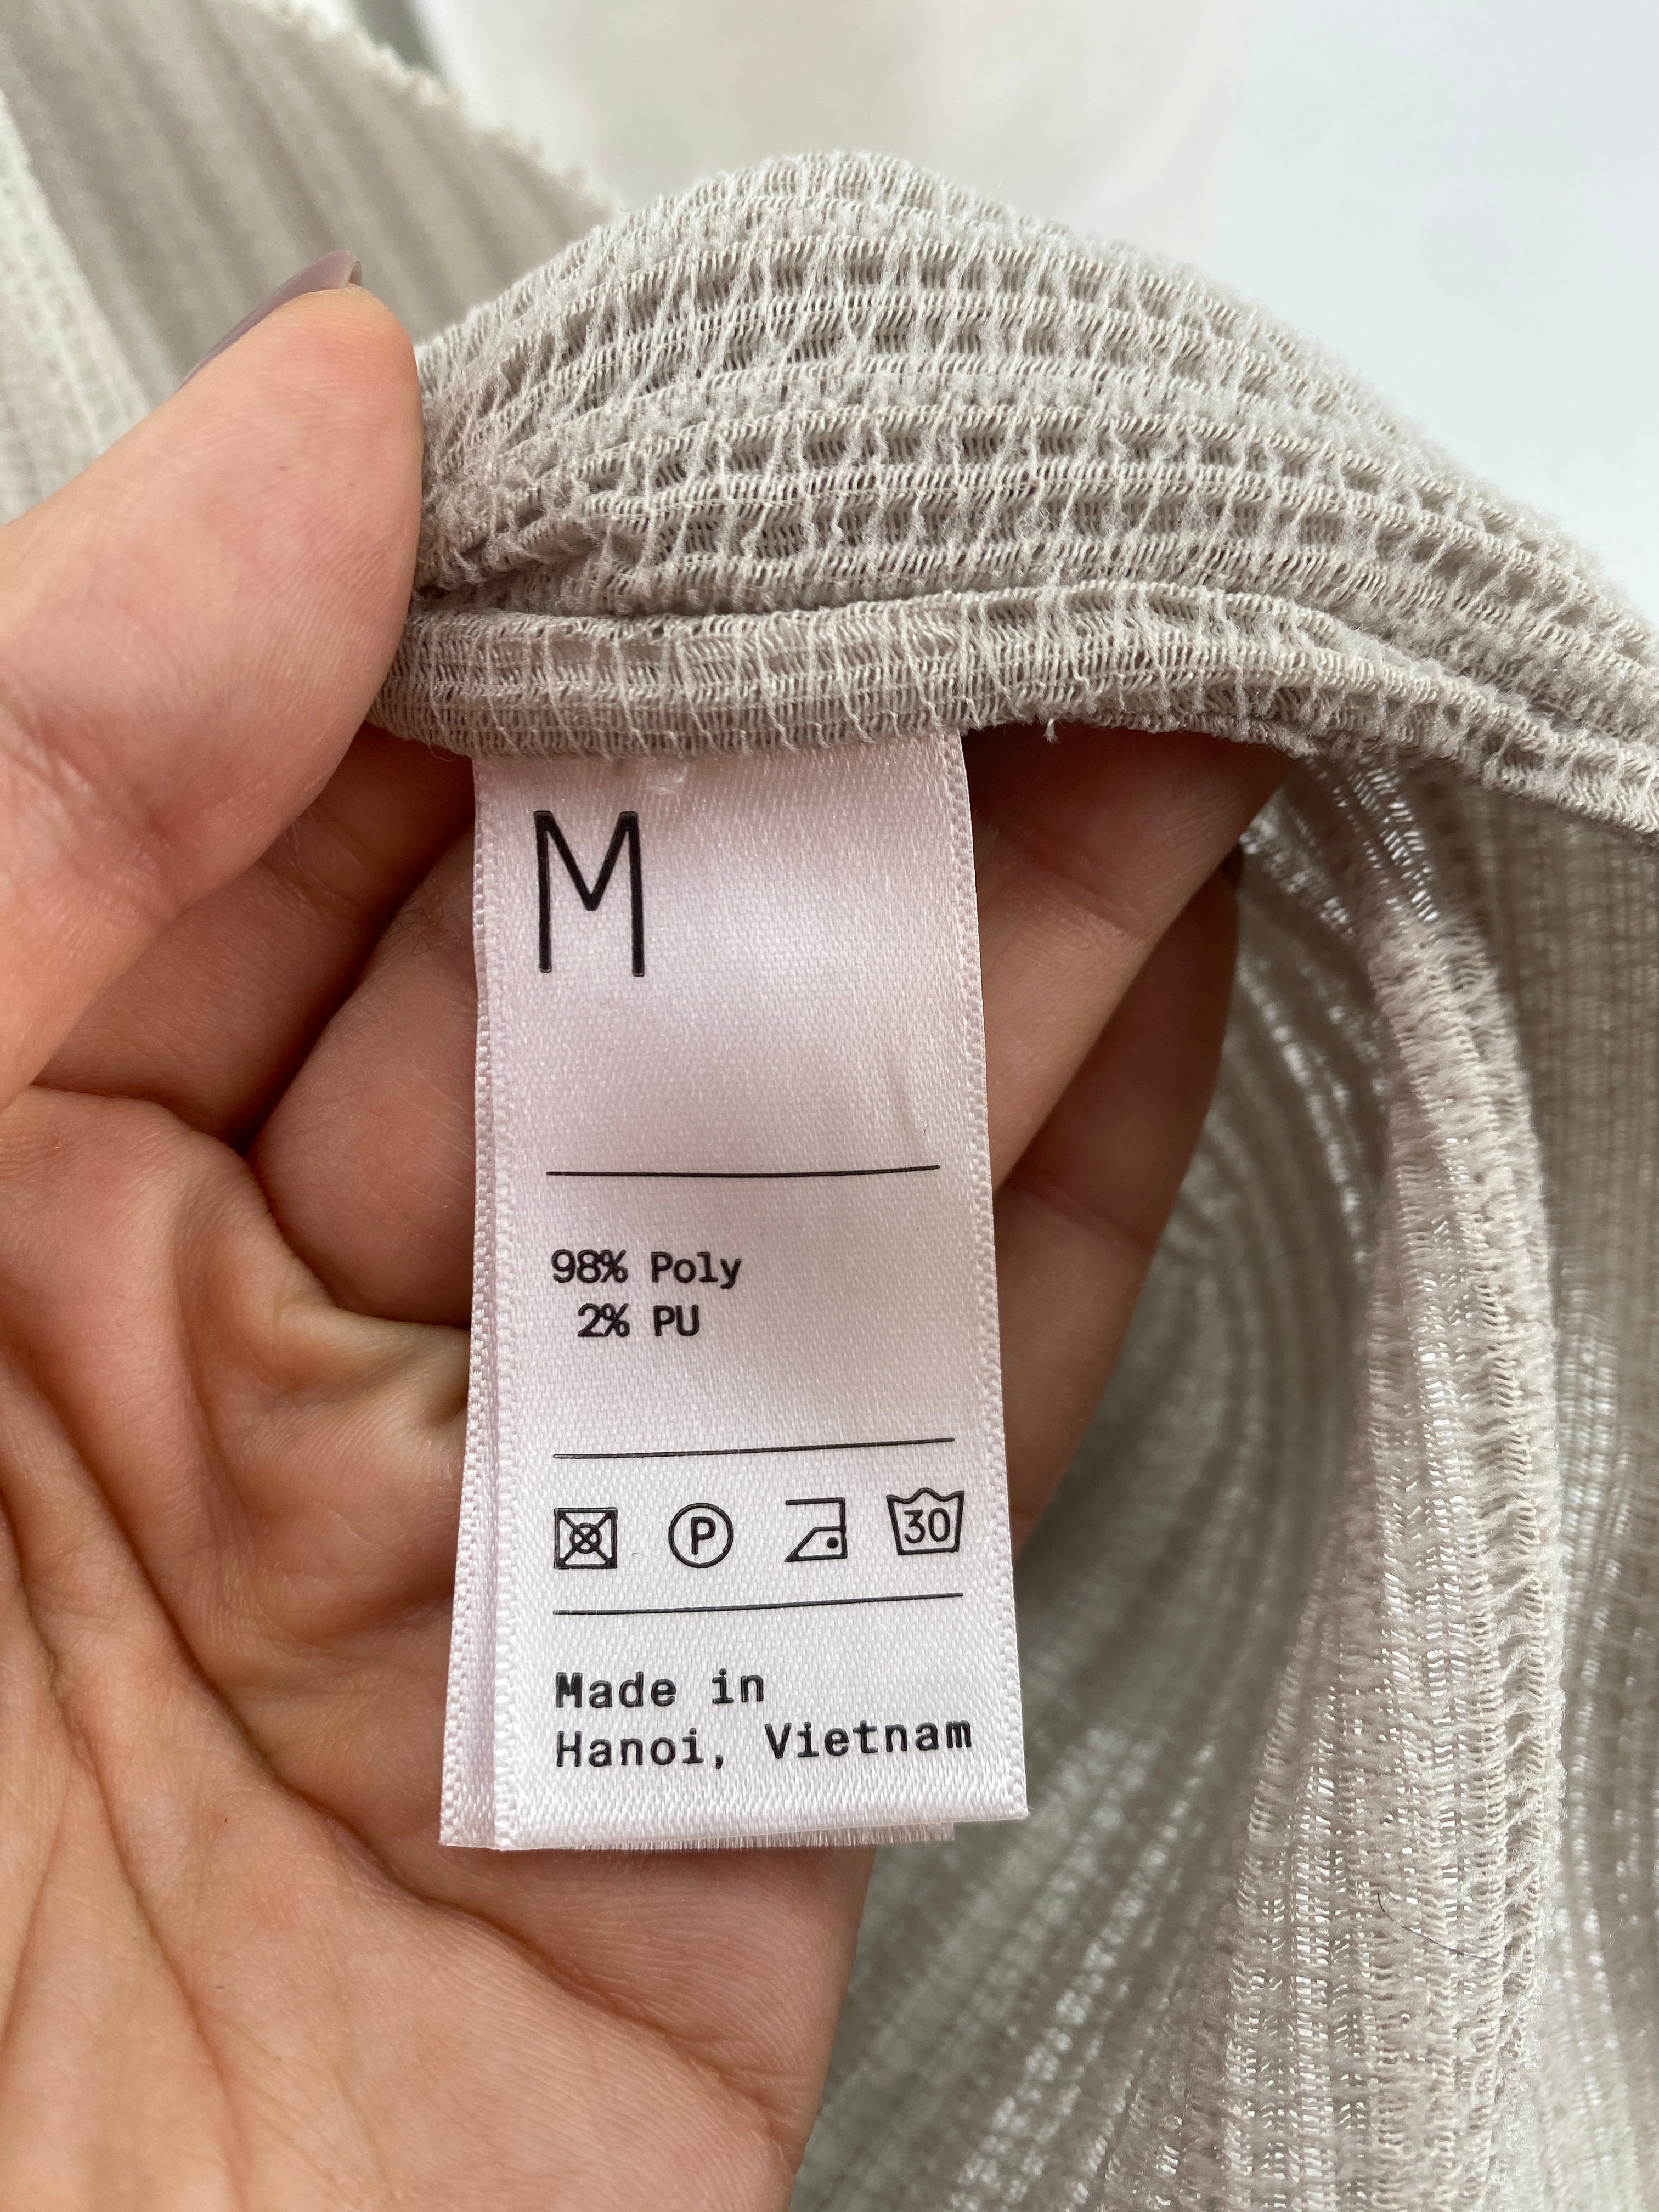 M
98% Poly
2% PU
P 30
Made in
Hanoi, Vietnam